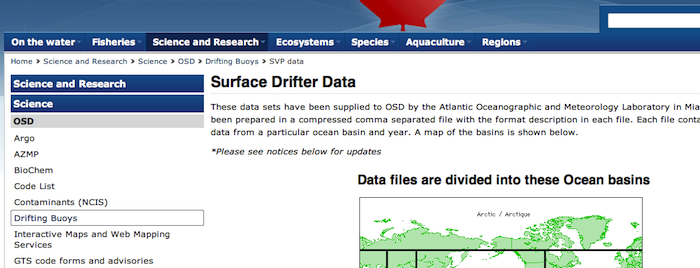 On the water Fisheries Science and Research Ecosystems Species Aquaculture Regions
Home > Science and Research > Science > OSD > Drifting Buoys > SVP data
Science and Research
Science
OSD
Argo
AZMP
BioChem
Code List
Contaminants (NCIS)
Drifting Buoys
Interactive Maps and Web Mapping
Services
GTS code forms and advisories
Surface Drifter Data
These data sets have been supplied to OSD by the Atlantic Oceanographic and Meteorology Laboratory in Mia
been prepared in a compressed comma separated file with the format description in each file. Each file conta
data from a particular ocean basin and year. A map of the basins is shown below.
*Please see notices below for updates
Data files are divided into these Ocean basins
Arctic / Arctique